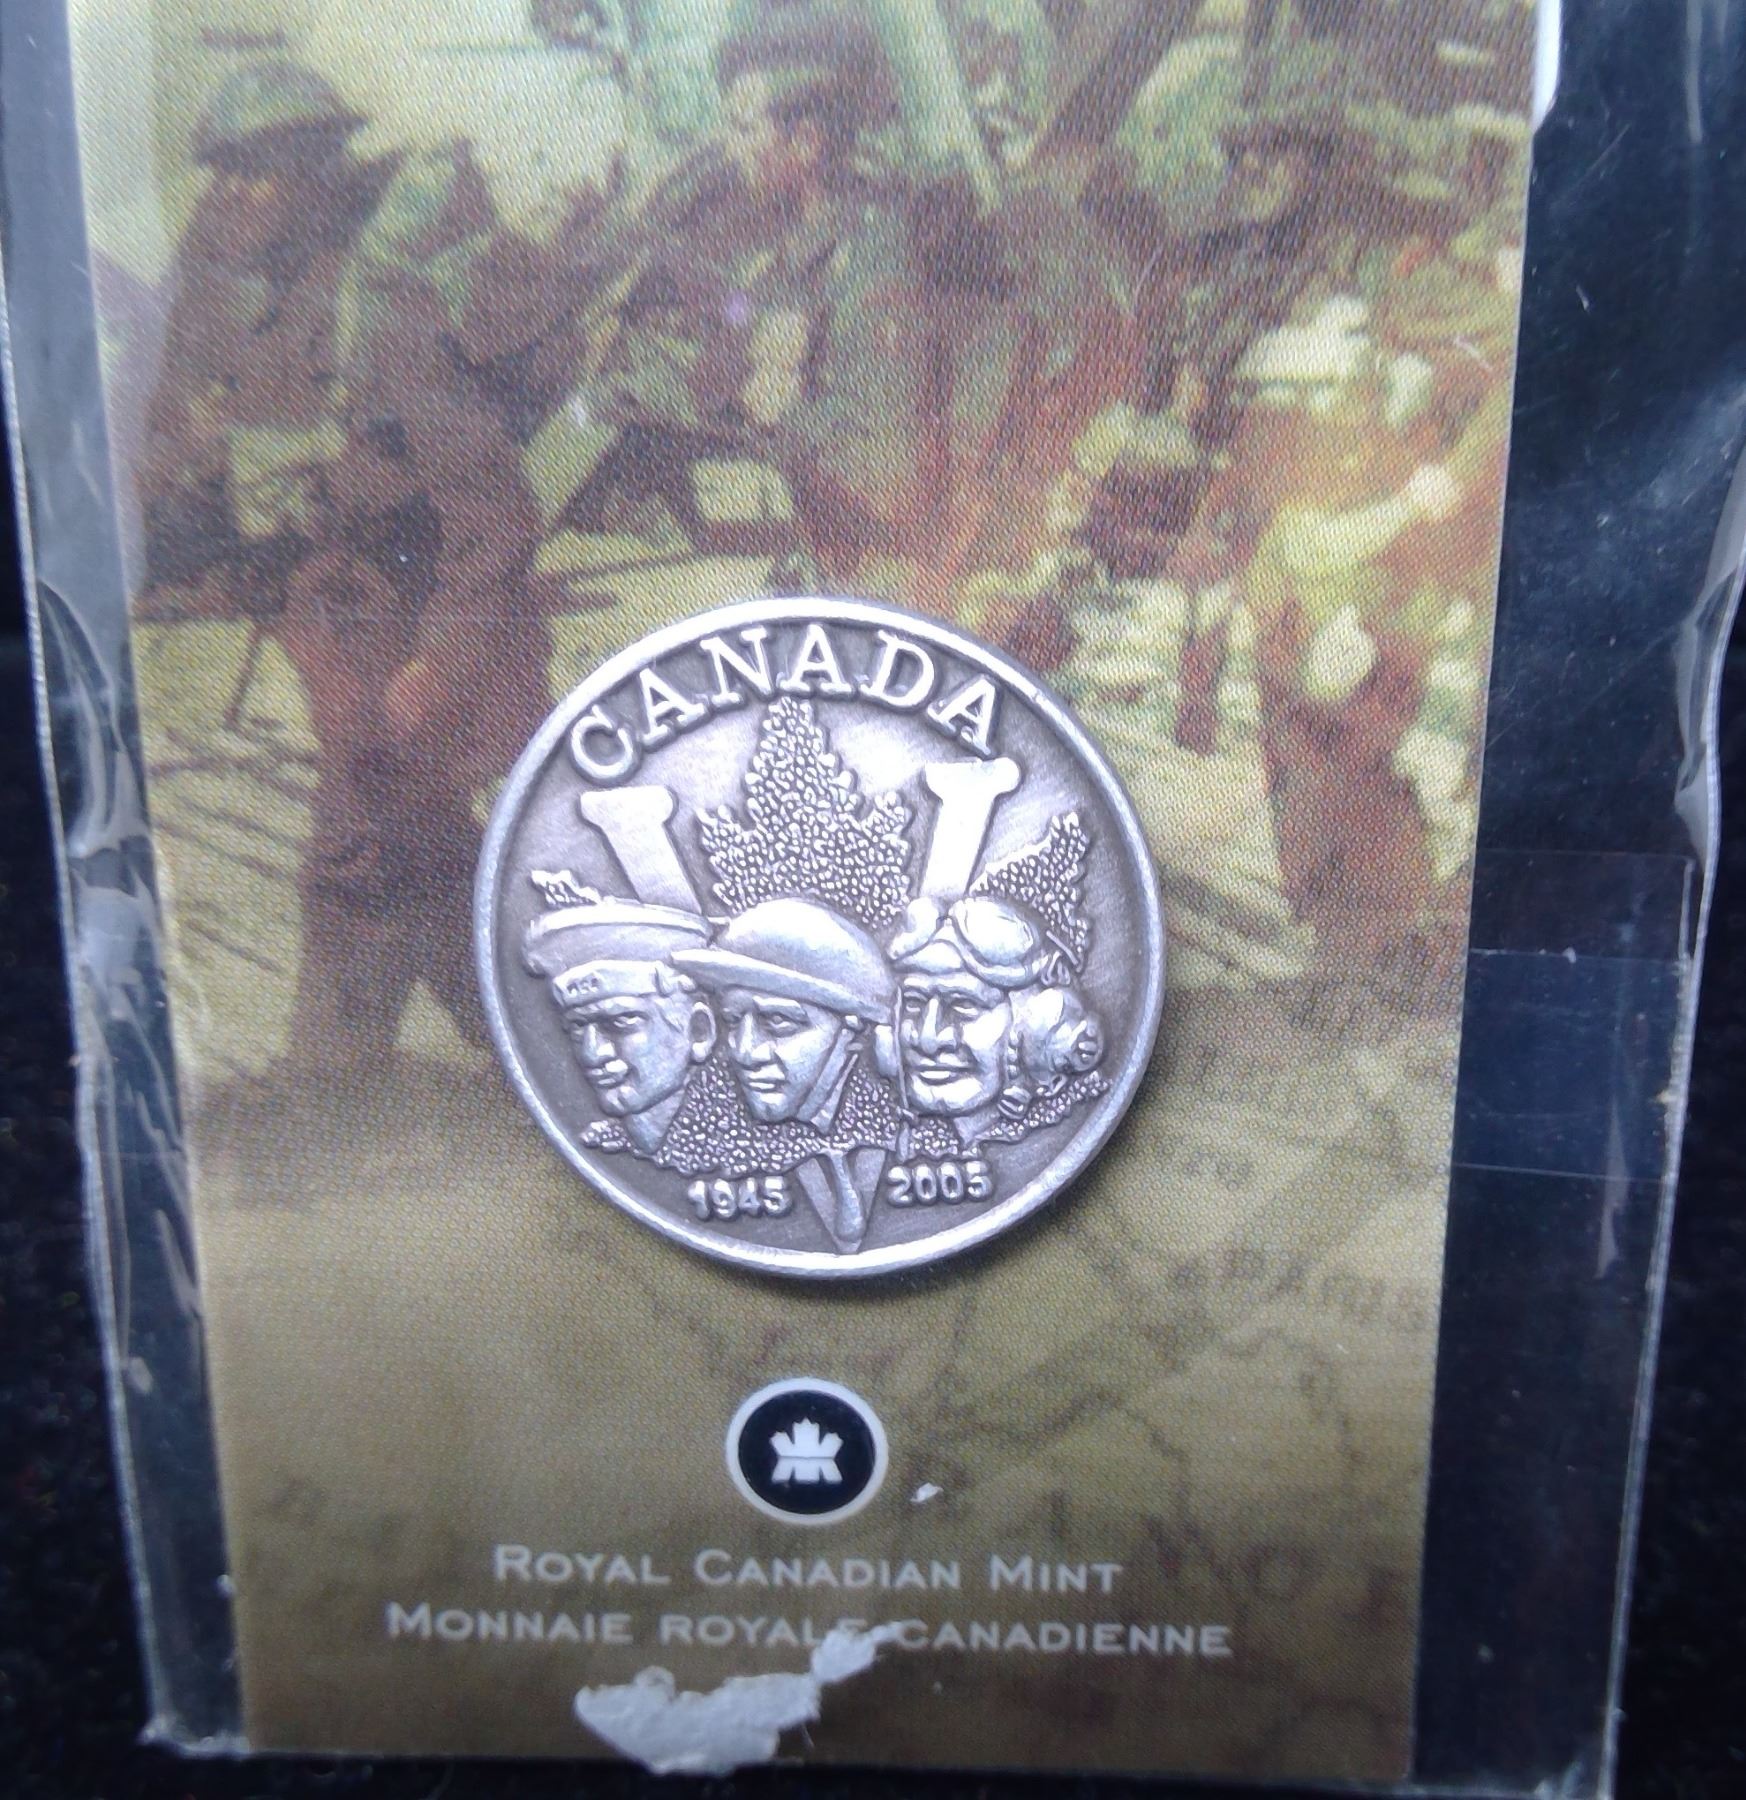 CANADA
1945 2005
ROYAL CANADIAN MINT
MONNAIE ROYALE CANADIENNE